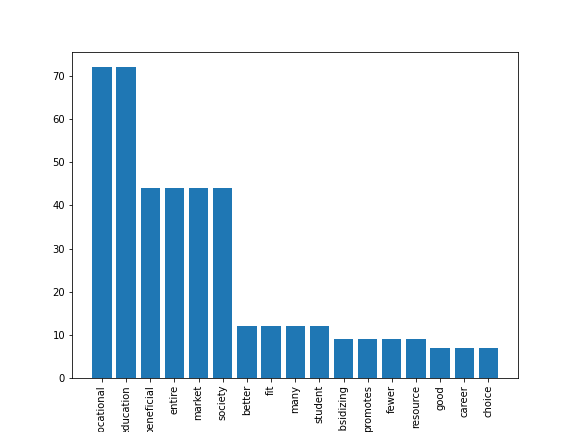 70
60
50
40
30
20
10
0
ocational
ducation
eneficial
entire
market
society
better
fit
many
student
bsidizing
promotes
fewer
resource
good
career
choice